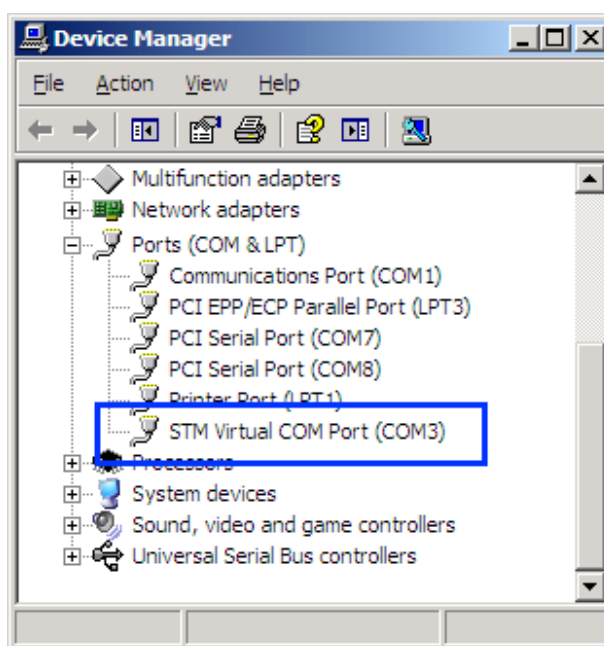 Device Manager
File Action View Help
Multifunction adapters
Network adapters
Ports (COM & LPT)
Communications Port (COM1)
PCI EPP/ECP Parallel Port (LPT3)
PCI Serial Port (COM7)
PCI Serial Port (COM8)
Printer Port (LPT1)
STM Virtual COM Port (COM3)
Processors
System devices
Sound, video and game controllers
Universal Serial Bus controllers